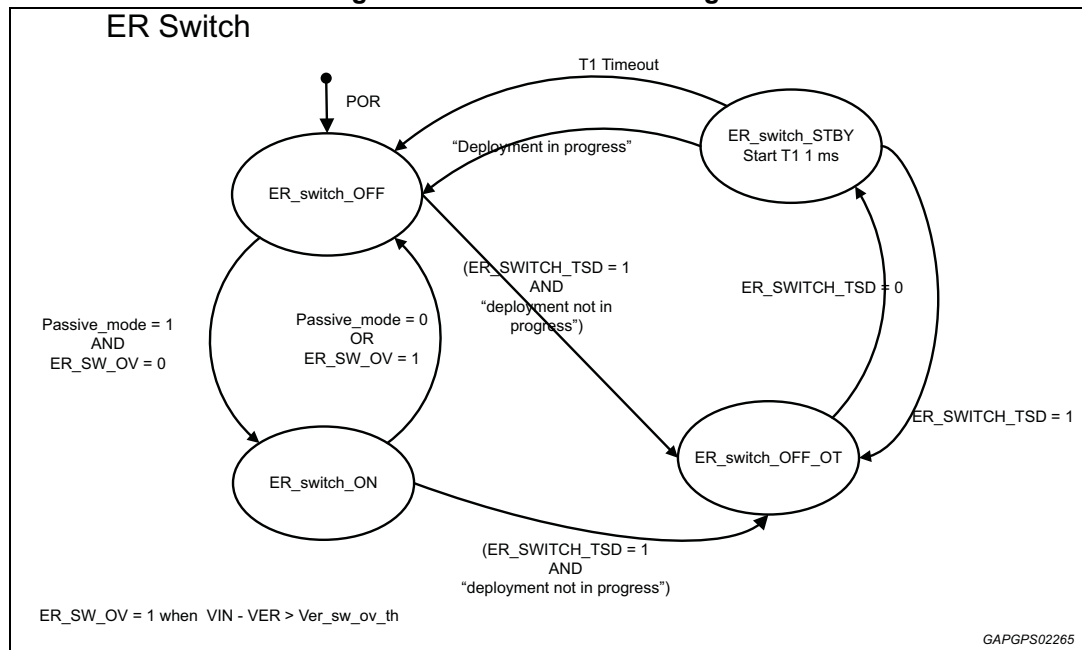 ER Switch
T1 Timeout
POR
ER_switch_STBY
Start T1 1 ms
“Deployment in progress”
ER_switch_OFF
(ER_SWITCH_TSD = 1
AND
“deployment not in
progress”)
ER_SWITCH_TSD = 0
Passive_mode = 1
AND
ER_SW_OV = 0
Passive_mode = 0
OR
ER_SW_OV = 1
ER_SWITCH_TSD = 1
ER_switch_OFF_OT
ER_switch_ON
(ER_SWITCH_TSD = 1
AND
“deployment not in progress”)
ER_SW_OV = 1 when VIN - VER > Ver_sw_ov_th
GAPGPS02265